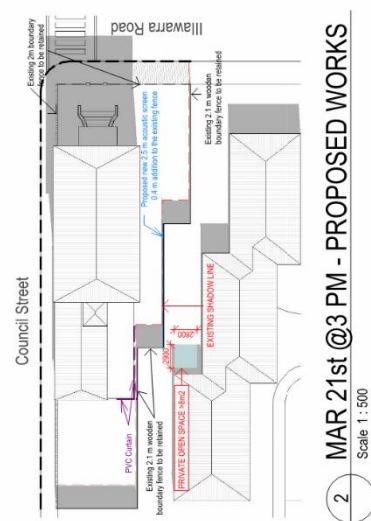 Council Street
Illawarra Road
Existing 2m boundary
fence to be retained
Existing 2.1 m wooden
boundary fence to be retained
Proposed new 2.5 m acoustic screen
0.4 m addition to the existing fence
EXISTING SHADOW LINE
2800
2900
PRIVATE OPEN SPACE >8m2
PVC Curtain
Existing 2.1 m wooden
boundary fence to be retained
2
MAR 21st @3 PM - PROPOSED WORKS
Scale 1 : 500